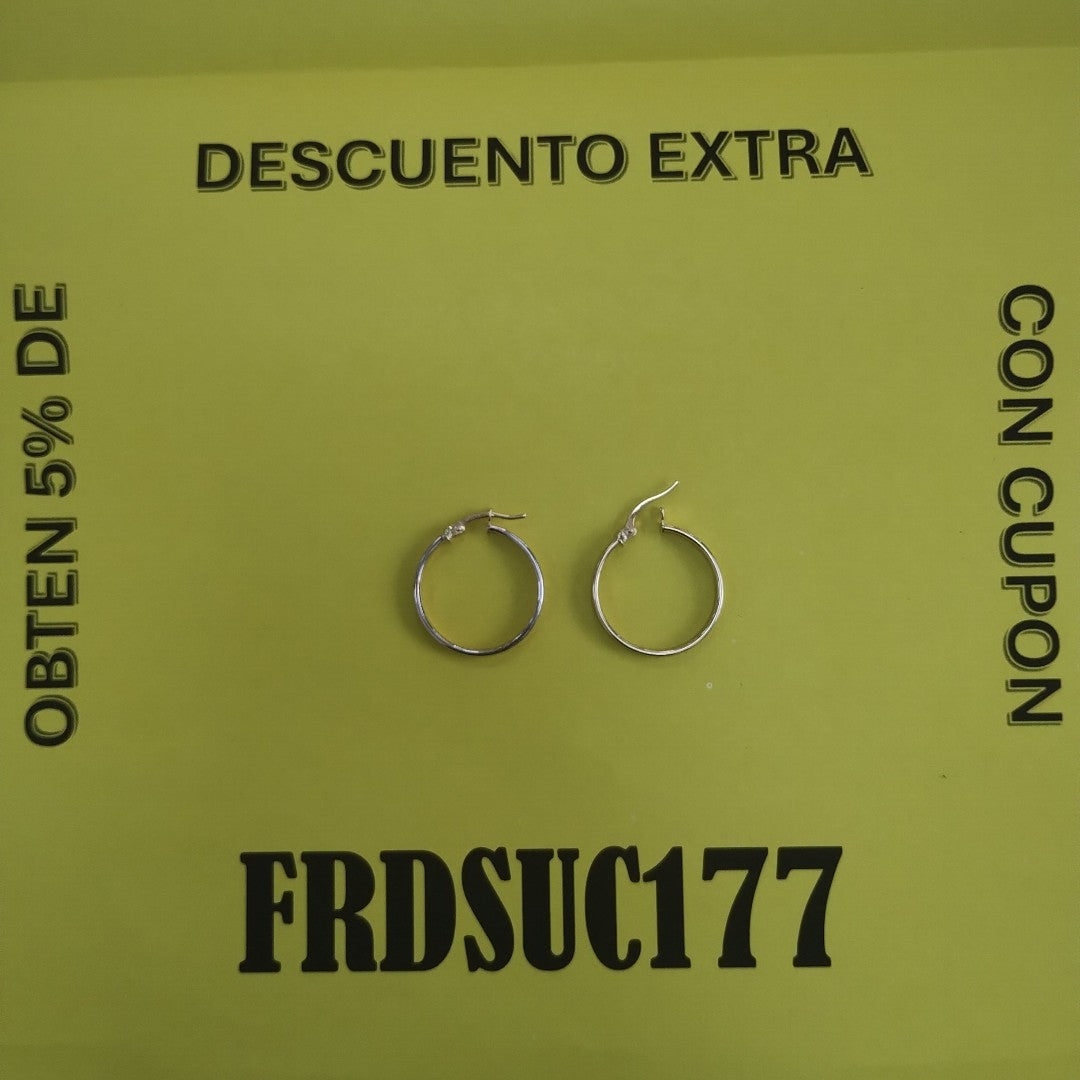 OBTEN 5% DE
DESCUENTO EXTRA
CON CUPON
FRDSUC177